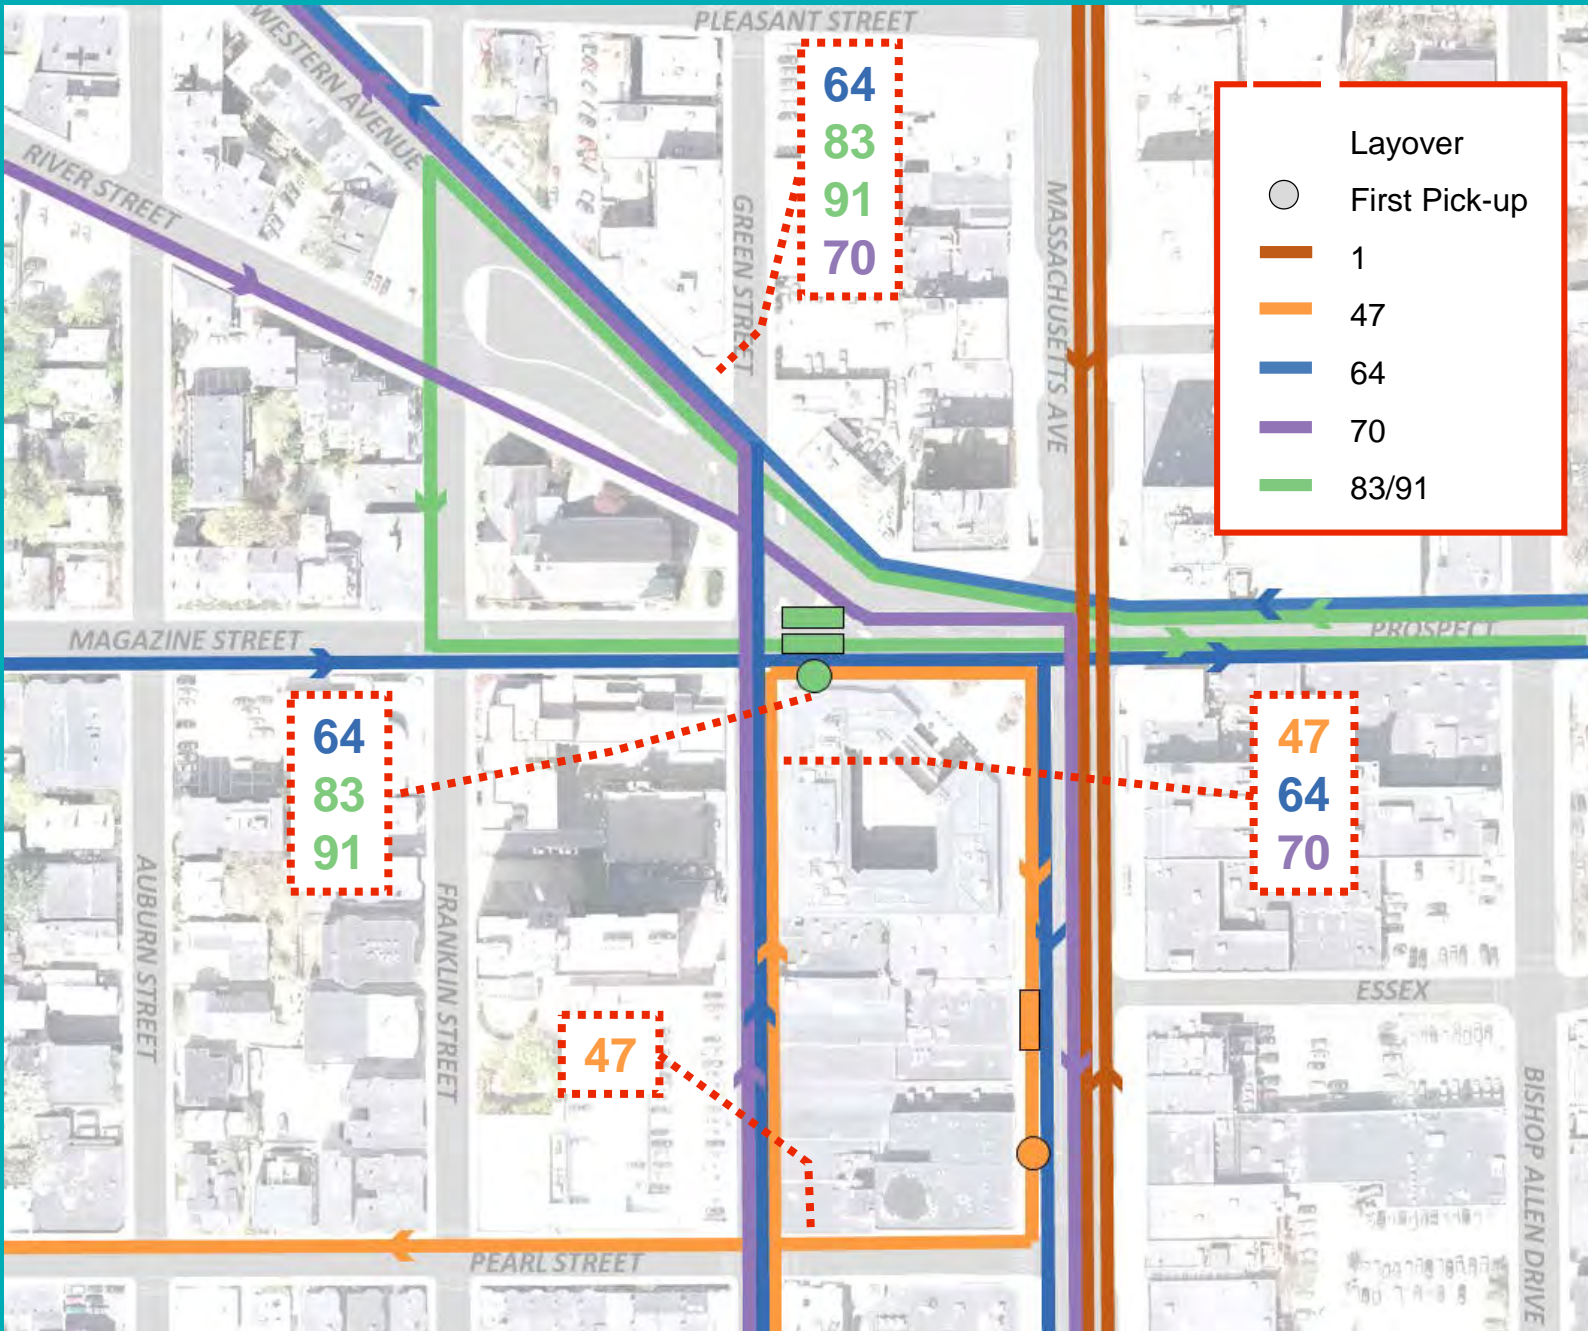 PLEASANT STREET
WESTERN AVENUE
RIVER STREET
GREEN STREET
MASSACHUSETTS AVE
64
83
91
70
Layover
First Pick-up
1
47
64
70
83/91
MAGAZINE STREET
PROSPECT
64
83
91
47
64
70
AUBURN STREET
FRANKLIN STREET
47
ESSEX
BISHOP ALLEN DRIVE
PEARL STREET